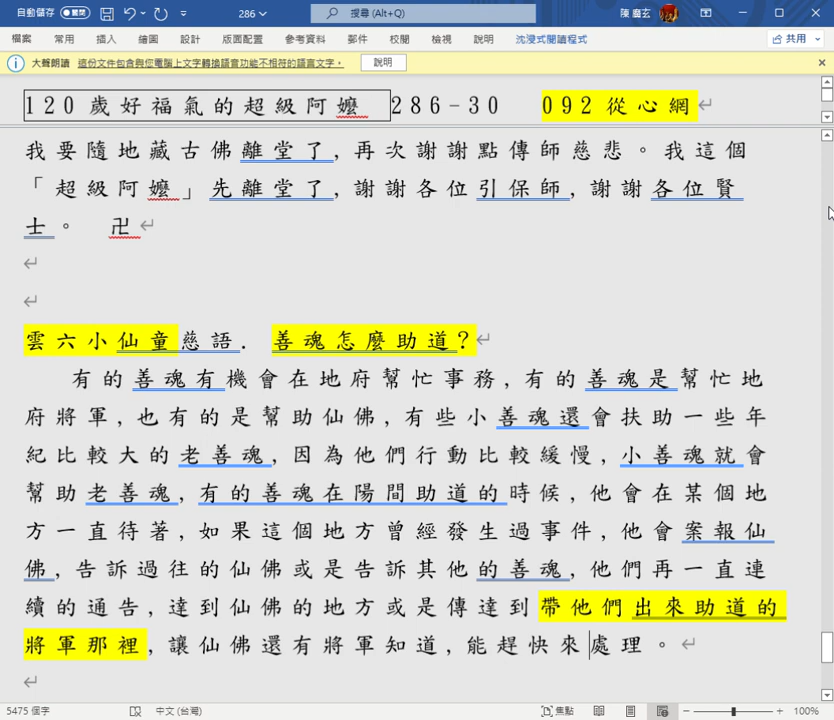 自動儲存 關閉 286 搜尋 (Alt+Q) 陳
檔案 常用 插入 繪圖 設計 版面配置 參考資料 郵件 校閱 檢視 說明 沈浸式閱讀程式 共用
大聲朗讀 這份文件包含與您電腦上文字轉換語音功能不相符的語言文字。 說明
120歲好福氣的超級阿嬤286-30 092從心網
我要隨地藏古佛離堂了,再次謝謝點傳師慈悲。我這個
「超級阿嬤」先離堂了,謝謝各位引保師,謝謝各位賢
士。 卍
雲六小仙童慈語. 善魂怎麼助道?
有的善魂有機會在地府幫忙事務,有的善魂是幫忙地
府將軍,也有的是幫助仙佛,有些小善魂還會扶助一些年
紀比較大的老善魂,因為他們行動比較緩慢,小善魂就會
幫助老善魂,有的善魂在陽間助道的時候,他會在某個地
方一直待著,如果這個地方曾經發生過事件,他會案報仙
佛,告訴過往的仙佛或是告訴其他的善魂,他們再一直連
續的通告,達到仙佛的地方或是傳達到帶他們出來助道的
將軍那裡,讓仙佛還有將軍知道,能趕快來處理。
5475 個字 中文 (台灣) 焦點 100%